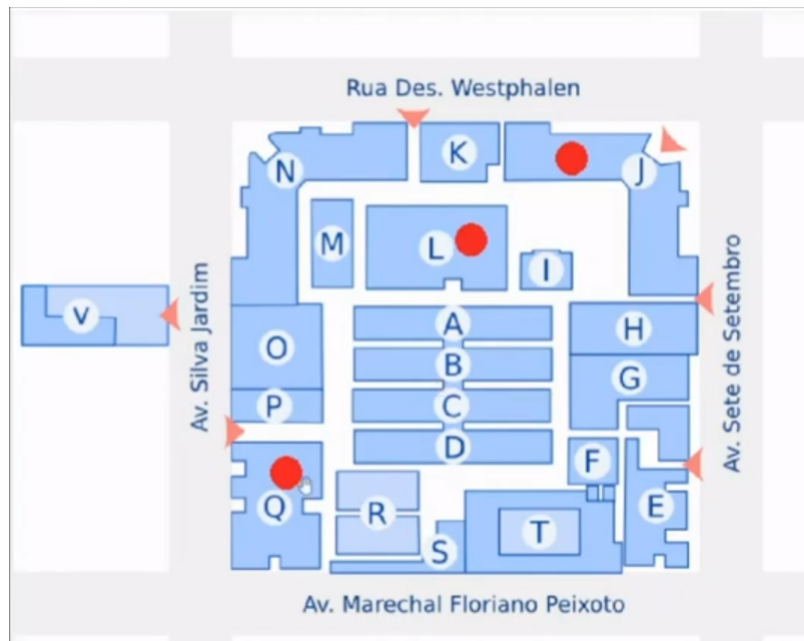 Rua Des. Westphalen
K
N
J
M
L
I
Av. Silva Jardim
Av. Sete de Setembro
V
A
H
O
B
G
P
C
D
F
Q
R
E
S
T
Av. Marechal Floriano Peixoto